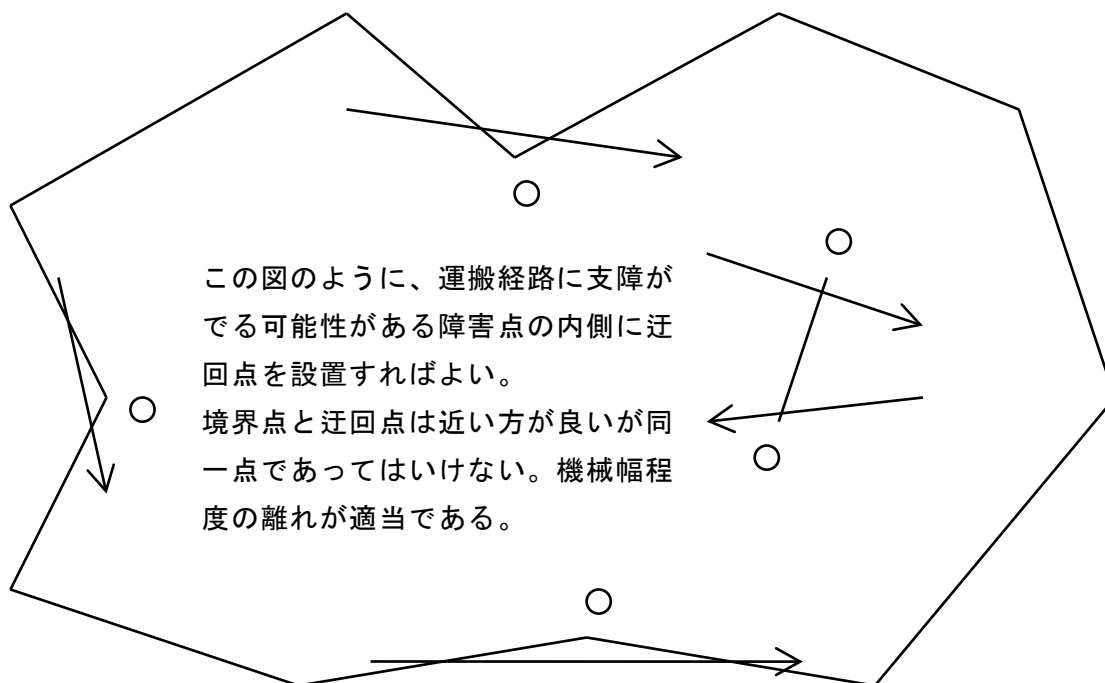 この図のように、運搬経路に支障が
でる可能性がある障害点の内側に迂
回点を設置すればよい。
境界点と迂回点は近い方が良いが同
一点であってはいけない。機械幅程
度の離れが適当である。